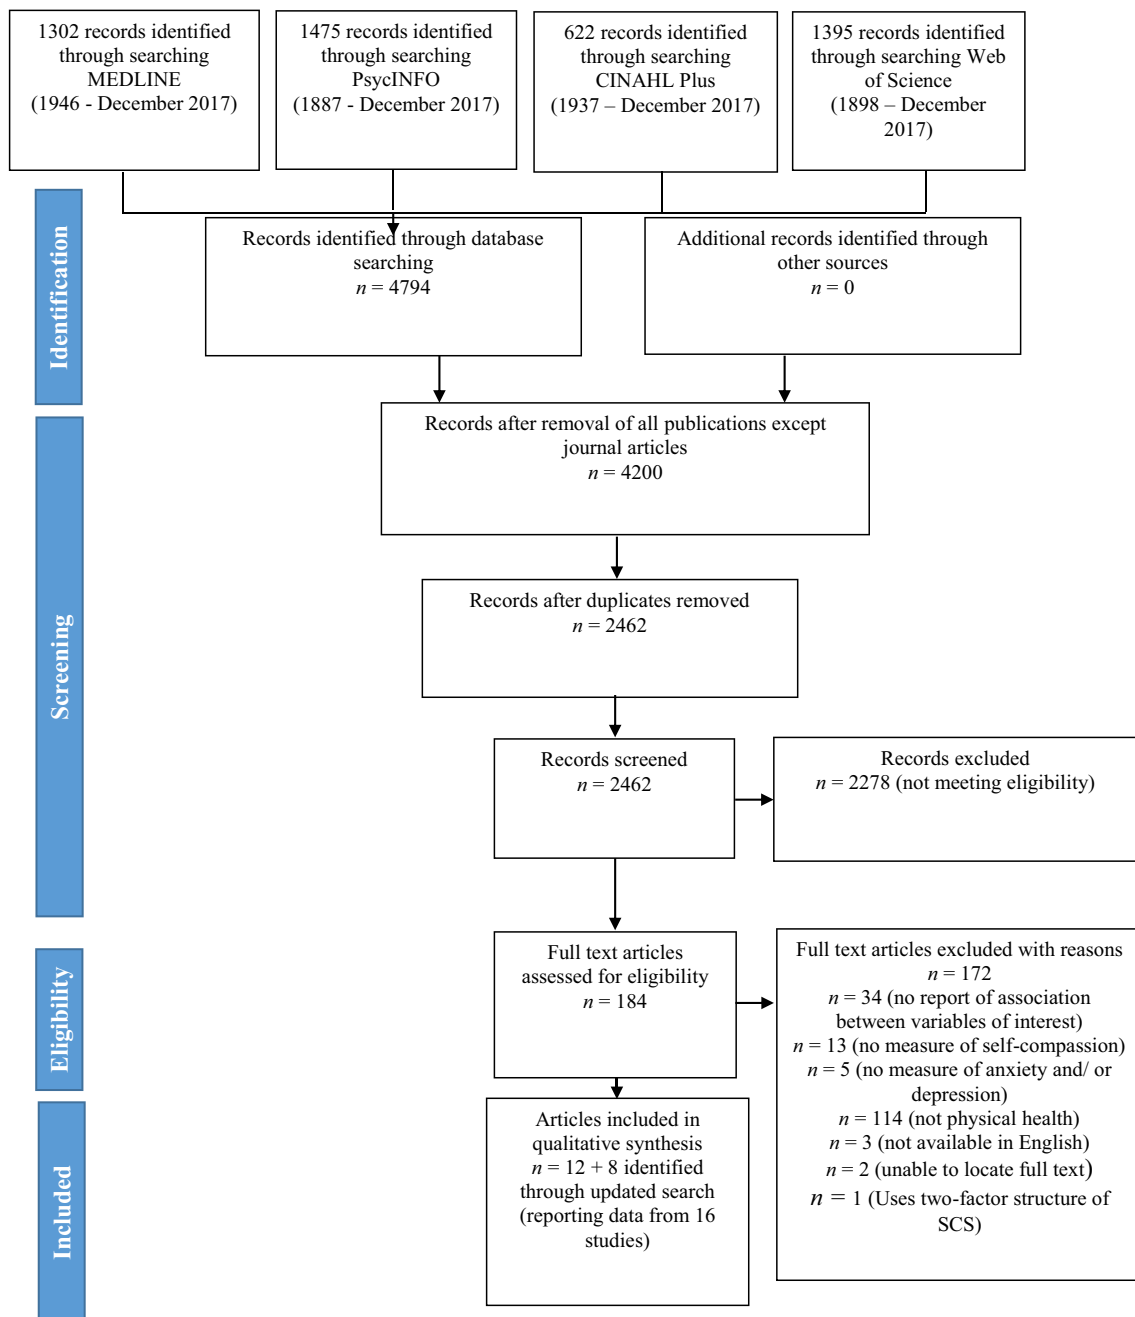 1302 records identified
through searching
MEDLINE
(1946 - December 2017)
1475 records identified
through searching
PsycINFO
(1887 - December 2017)
622 records identified
through searching
CINAHL Plus
(1937 – December 2017)
1395 records identified
through searching Web
of Science
(1898 – December
2017)
Identification
Records identified through database
searching
n = 4794
Additional records identified through
other sources
n = 0
Screening
Records after removal of all publications except
journal articles
n = 4200
Records after duplicates removed
n = 2462
Records screened
n = 2462
Records excluded
n = 2278 (not meeting eligibility)
Eligibility
Full text articles
assessed for eligibility
n = 184
Full text articles excluded with reasons
n = 172
n = 34 (no report of association
between variables of interest)
n = 13 (no measure of self-compassion)
n = 5 (no measure of anxiety and/ or
depression)
n = 114 (not physical health)
n = 3 (not available in English)
n = 2 (unable to locate full text)
n = 1 (Uses two-factor structure of
SCS)
Included
Articles included in
qualitative synthesis
n = 12 + 8 identified
through updated search
(reporting data from 16
studies)